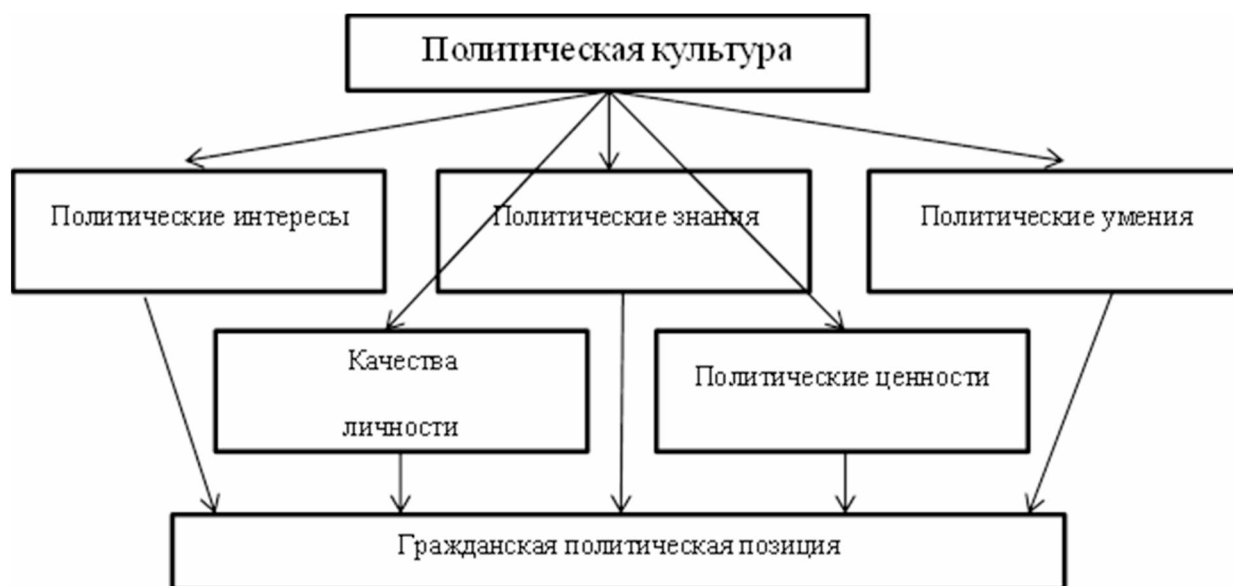 Политическая культура
Политические интересы
Политические знания
Политические умения
Качества
личности
Политические ценности
Гражданская политическая позиция